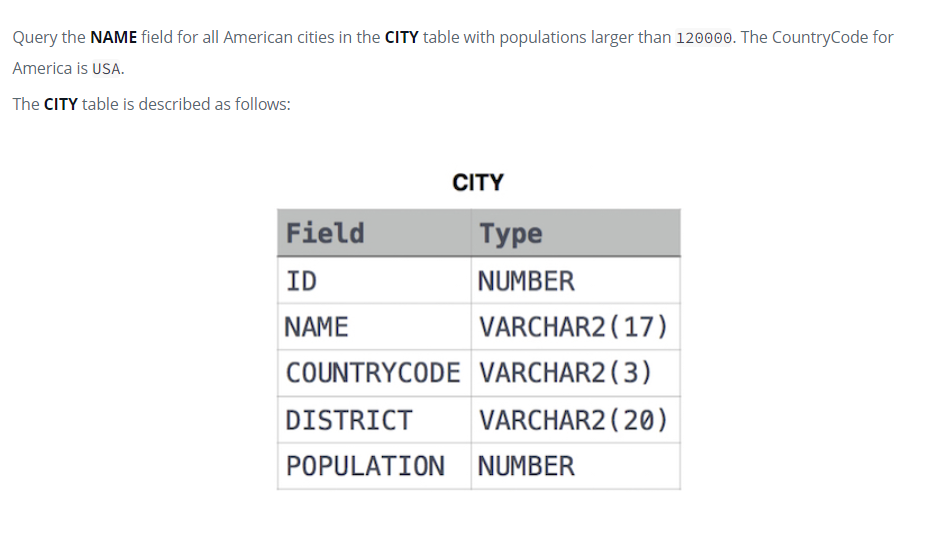 Query the NAME field for all American cities in the CITY table with populations larger than 120000. The CountryCode for
America is USA.
The CITY table is described as follows:
CITY
Field Type
ID NUMBER
NAME VARCHAR2(17)
COUNTRYCODE VARCHAR2(3)
DISTRICT VARCHAR2(20)
POPULATION NUMBER